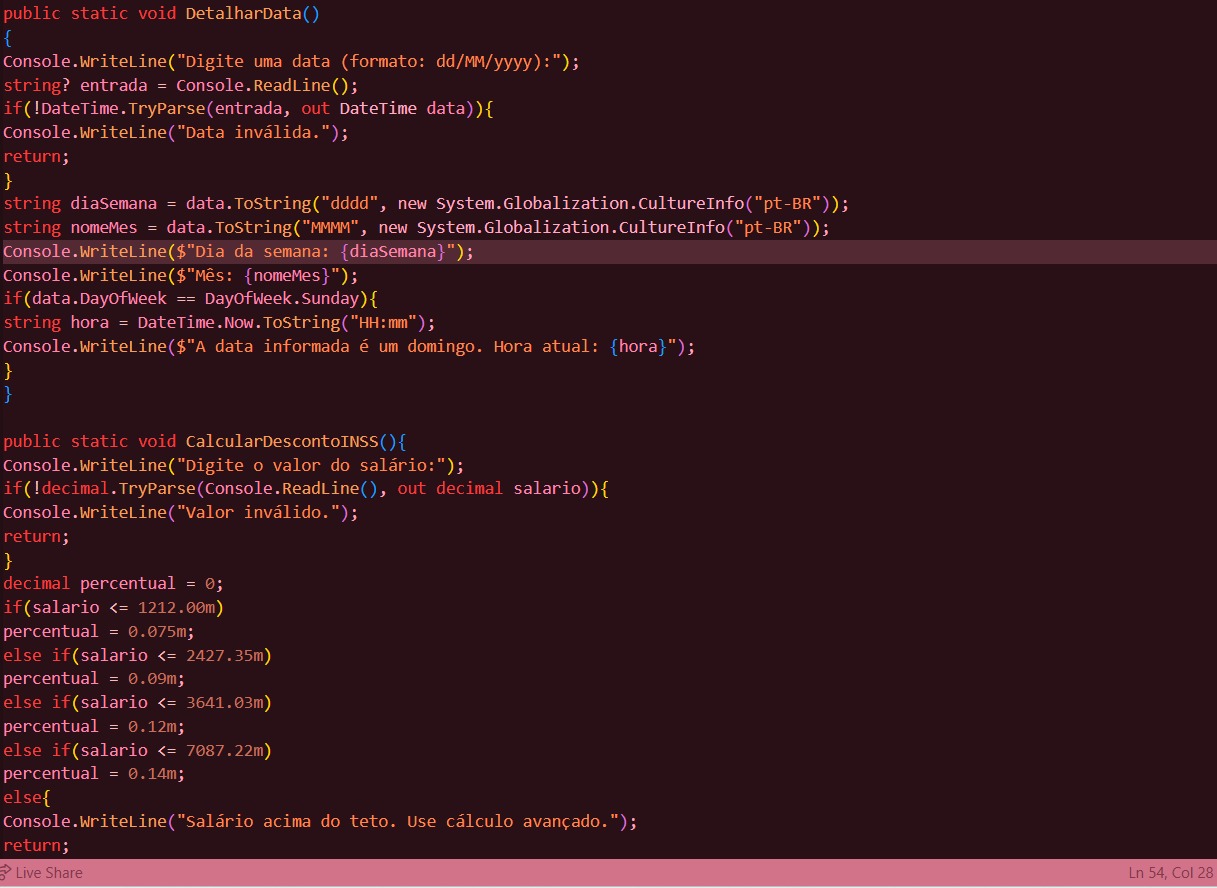 public static void DetalharData()
{
Console.WriteLine("Digite uma data (formato: dd/MM/yyyy):");
string? entrada = Console.ReadLine();
if(!DateTime.TryParse(entrada, out DateTime data)){
Console.WriteLine("Data inválida.");
return;
}
string diaSemana = data.ToString("dddd", new System.Globalization.CultureInfo("pt-BR"));
string nomeMes = data.ToString("MMMM", new System.Globalization.CultureInfo("pt-BR"));
Console.WriteLine($"Dia da semana: {diaSemana}");
Console.WriteLine($"Mês: {nomeMes}");
if(data.DayOfWeek == DayOfWeek.Sunday){
string hora = DateTime.Now.ToString("HH:mm");
Console.WriteLine($"A data informada é um domingo. Hora atual: {hora}");
}
}
public static void CalcularDescontoINSS(){
Console.WriteLine("Digite o valor do salário:");
if(!decimal.TryParse(Console.ReadLine(), out decimal salario)){
Console.WriteLine("Valor inválido.");
return;
}
decimal percentual = 0;
if(salario <= 1212.00m)
percentual = 0.075m;
else if(salario <= 2427.35m)
percentual = 0.09m;
else if(salario <= 3641.03m)
percentual = 0.12m;
else if(salario <= 7087.22m)
percentual = 0.14m;
else{
Console.WriteLine("Salário acima do teto. Use cálculo avançado.");
return;
Live Share
Ln 54, Col 28